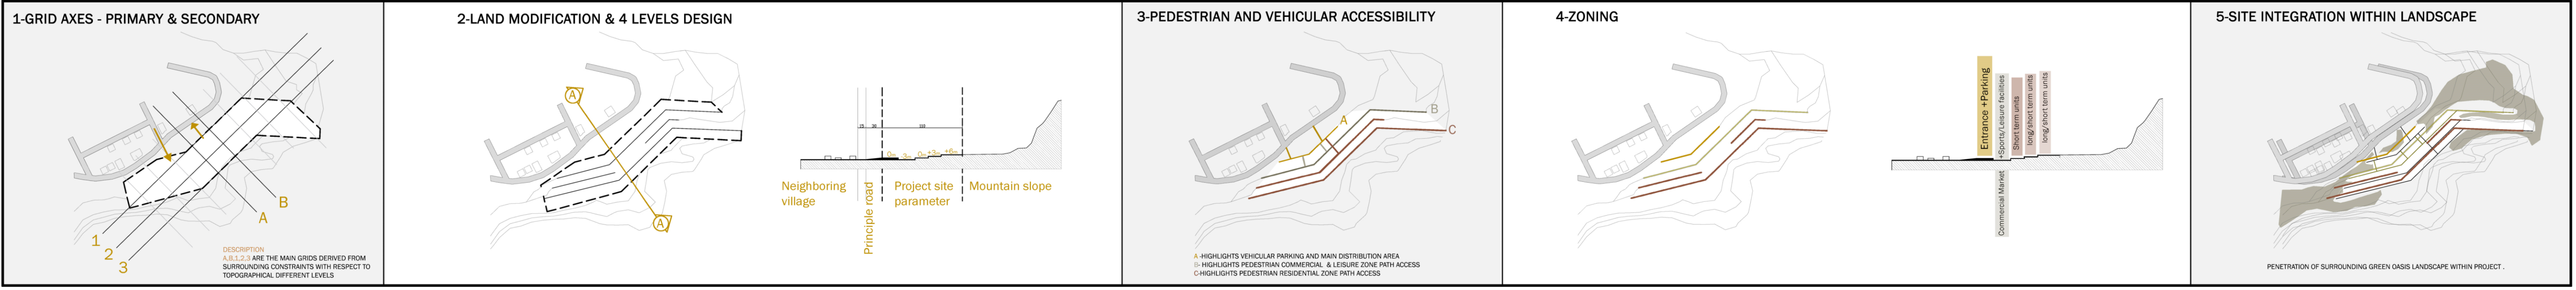 1-GRID AXES - PRIMARY & SECONDARY
B
A
1
2
3
DESCRIPTION
A,B,1,2,3 ARE THE MAIN GRIDS DERIVED FROM
SURROUNDING CONSTRAINTS WITH RESPECT TO
TOPOGRAPHICAL DIFFERENT LEVELS
2-LAND MODIFICATION & 4 LEVELS DESIGN
A
A
Neighboring
village
Principle road
Project site
parameter
Mountain slope
3-PEDESTRIAN AND VEHICULAR ACCESSIBILITY
A
B
C
A -HIGHLIGHTS VEHICULAR PARKING AND MAIN DISTRIBUTION AREA
B- HIGHLIGHTS PEDESTRIAN COMMERCIAL & LEISURE ZONE PATH ACCESS
C-HIGHLIGHTS PEDESTRIAN RESIDENTIAL ZONE PATH ACCESS
4-ZONING
Entrance +Parking
Commercial Market +Sports/Leisure facilities
Short term units
long/short term units
long/short term units
5-SITE INTEGRATION WITHIN LANDSCAPE
PENETRATION OF SURROUNDING GREEN OASIS LANDSCAPE WITHIN PROJECT .